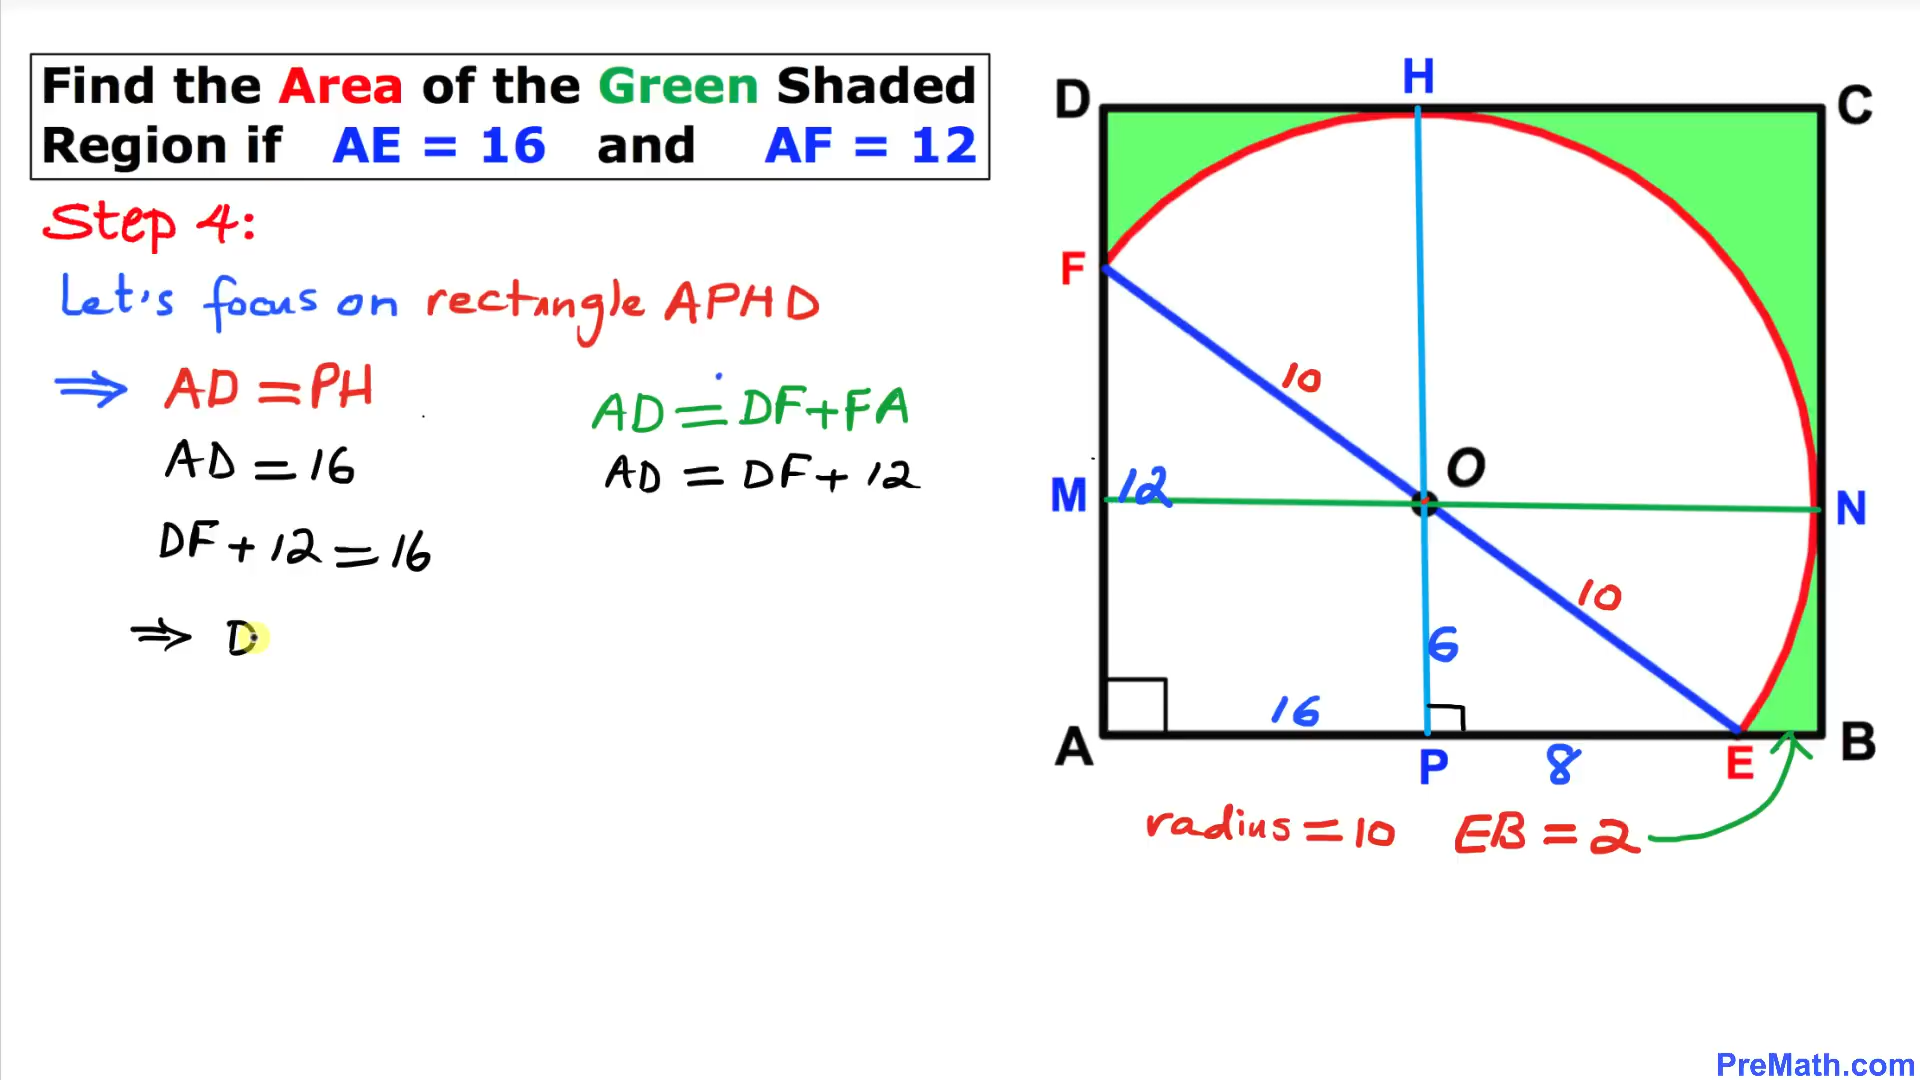 Find the Area of the Green Shaded
Region if AE = 16 and AF = 12
Step 4:
Let's focus on rectangle APHD
⇒ AD = PH
AD = 16
DF + 12 = 16
⇒ D
AD = DF + FA
AD = DF + 12
D
H
C
F
10
O
M
12
N
10
6
16
A
P
8
E
B
radius = 10 EB = 2
PreMath.com